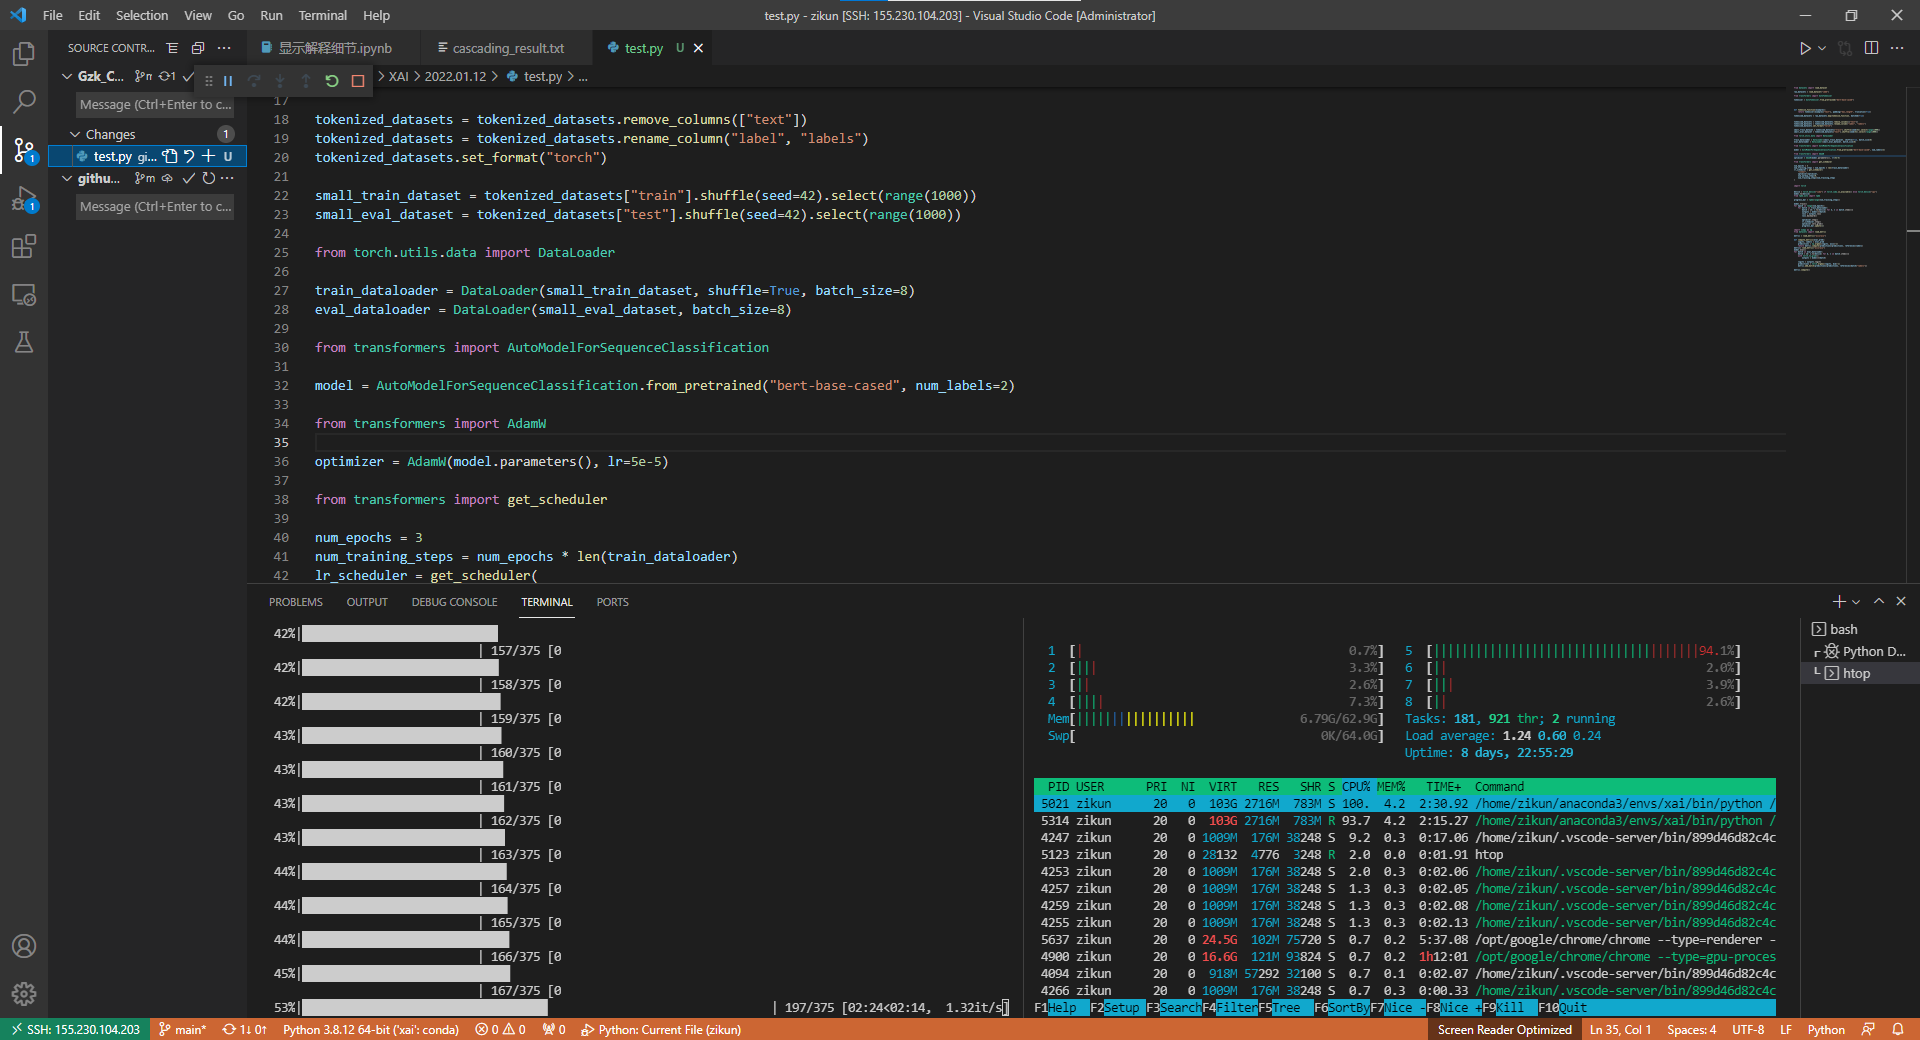 File Edit Selection View Go Run Terminal Help
test.py - zikun [SSH: 155.230.104.203] - Visual Studio Code [Administrator]
SOURCE CONTR...
显示解释细节.ipynb
cascading_result.txt
test.py U
Gzk_C... 1
XAI > 2022.01.12 > test.py > ...
Message (Ctrl+Enter to c...
Changes 1
test.py gi... U
githu...
Message (Ctrl+Enter to c...
17
18 tokenized_datasets = tokenized_datasets.remove_columns(["text"])
19 tokenized_datasets = tokenized_datasets.rename_column("label", "labels")
20 tokenized_datasets.set_format("torch")
21
22 small_train_dataset = tokenized_datasets["train"].shuffle(seed=42).select(range(1000))
23 small_eval_dataset = tokenized_datasets["test"].shuffle(seed=42).select(range(1000))
24
25 from torch.utils.data import DataLoader
26
27 train_dataloader = DataLoader(small_train_dataset, shuffle=True, batch_size=8)
28 eval_dataloader = DataLoader(small_eval_dataset, batch_size=8)
29
30 from transformers import AutoModelForSequenceClassification
31
32 model = AutoModelForSequenceClassification.from_pretrained("bert-base-cased", num_labels=2)
33
34 from transformers import AdamW
35
36 optimizer = AdamW(model.parameters(), lr=5e-5)
37
38 from transformers import get_scheduler
39
40 num_epochs = 3
41 num_training_steps = num_epochs * len(train_dataloader)
42 lr_scheduler = get_scheduler(
PROBLEMS OUTPUT DEBUG CONSOLE TERMINAL PORTS
42%|
| 157/375 [0
42%|
| 158/375 [0
42%|
| 159/375 [0
43%|
| 160/375 [0
43%|
| 161/375 [0
43%|
| 162/375 [0
43%|
| 163/375 [0
44%|
| 164/375 [0
44%|
| 165/375 [0
44%|
| 166/375 [0
45%|
| 167/375 [0
53%| | 197/375 [02:24<02:14, 1.32it/s]
1 [| 0.7%] 5 [||||||||||||||||||||||||||||||||||||||94.1%]
2 [||| 3.3%] 6 [|| 2.0%]
3 [|| 2.6%] 7 [||| 3.9%]
4 [|||| 7.3%] 8 [|| 2.6%]
Mem[||||||||||||||||| 6.79G/62.9G] Tasks: 181, 921 thr; 2 running
Swp[ 0K/64.0G] Load average: 1.24 0.60 0.24
Uptime: 8 days, 22:55:29
PID USER PRI NI VIRT RES SHR S CPU% MEM% TIME+ Command
5021 zikun 20 0 103G 2716M 783M S 100. 4.2 2:30.92 /home/zikun/anaconda3/envs/xai/bin/python /
5314 zikun 20 0 103G 2716M 783M R 93.7 4.2 2:15.27 /home/zikun/anaconda3/envs/xai/bin/python /
4247 zikun 20 0 1009M 176M 38248 S 9.2 0.3 0:17.06 /home/zikun/.vscode-server/bin/899d46d82c4c
5123 zikun 20 0 28132 4776 3248 R 2.0 0.0 0:01.91 htop
4253 zikun 20 0 1009M 176M 38248 S 2.0 0.3 0:02.06 /home/zikun/.vscode-server/bin/899d46d82c4c
4257 zikun 20 0 1009M 176M 38248 S 1.3 0.3 0:02.05 /home/zikun/.vscode-server/bin/899d46d82c4c
4259 zikun 20 0 1009M 176M 38248 S 1.3 0.3 0:02.08 /home/zikun/.vscode-server/bin/899d46d82c4c
4255 zikun 20 0 1009M 176M 38248 S 1.3 0.3 0:02.13 /home/zikun/.vscode-server/bin/899d46d82c4c
5637 zikun 20 0 24.5G 102M 75720 S 0.7 0.2 5:37.08 /opt/google/chrome/chrome --type=renderer -
4900 zikun 20 0 16.6G 121M 93824 S 0.7 0.2 1h12:01 /opt/google/chrome/chrome --type=gpu-proces
4094 zikun 20 0 918M 57292 32100 S 0.7 0.1 0:02.07 /home/zikun/.vscode-server/bin/899d46d82c4c
4266 zikun 20 0 1009M 176M 38248 S 0.7 0.3 0:00.33 /home/zikun/.vscode-server/bin/899d46d82c4c
F1Help F2Setup F3SearchF4FilterF5Tree F6SortByF7Nice -F8Nice +F9Kill F10Quit
bash
Python D...
htop
SSH: 155.230.104.203 main* 1↓ 0↑ Python 3.8.12 64-bit ('xai': conda) 0 0 0 Python: Current File (zikun) Screen Reader Optimized Ln 35, Col 1 Spaces: 4 UTF-8 LF Python